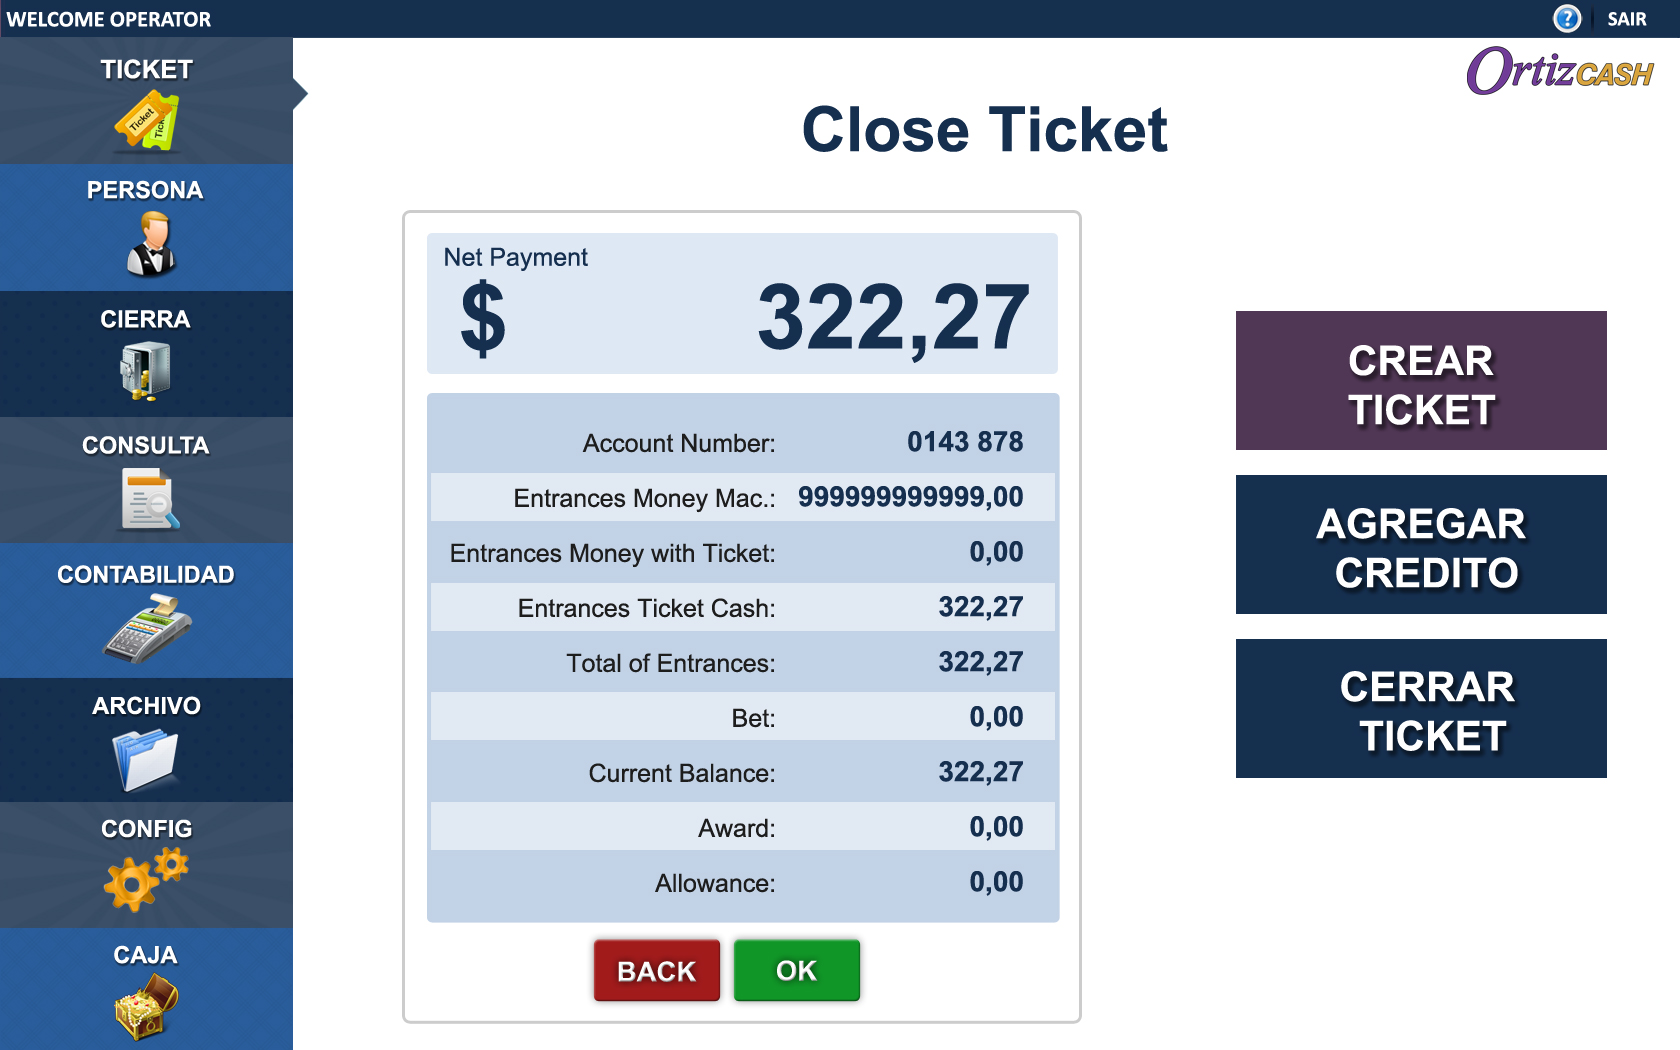 WELCOME OPERATOR
? SAIR
TICKET
Ticket
Tick
PERSONA
CIERRA
CONSULTA
CONTABILIDAD
ARCHIVO
CONFIG
CAJA
OrtizCASH
Close Ticket
Net Payment
$ 322,27
Account Number: 0143 878
Entrances Money Mac.: 999999999999,00
Entrances Money with Ticket: 0,00
Entrances Ticket Cash: 322,27
Total of Entrances: 322,27
Bet: 0,00
Current Balance: 322,27
Award: 0,00
Allowance: 0,00
BACK OK
CREAR
TICKET
AGREGAR
CREDITO
CERRAR
TICKET